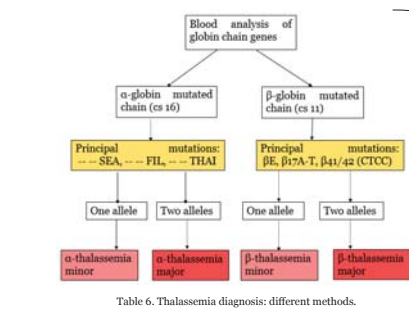 Blood analysis of
globin chain genes
α-globin mutated
chain (cs 16)
β-globin mutated
chain (cs 11)
Principal mutations:
-- -- SEA, -- -- FIL, -- -- THAI
Principal mutations:
βE, β17A-T, β41/42 (CTCC)
One allele
Two alleles
One allele
Two alleles
α-thalassemia
minor
α-thalassemia
major
β-thalassemia
minor
β-thalassemia
major
Table 6. Thalassemia diagnosis: different methods.